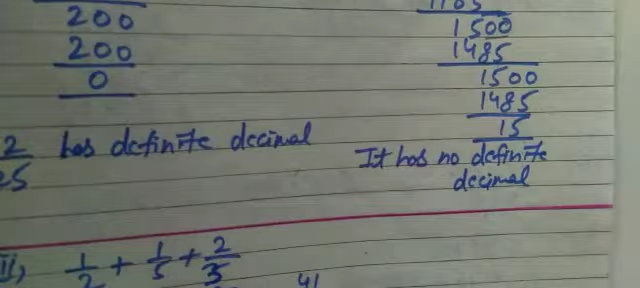 200
200
0
2 has definite decimal
1500
1485
1500
1485
15
It has no definite
decimal
1/2 + 1/5 + 2/3